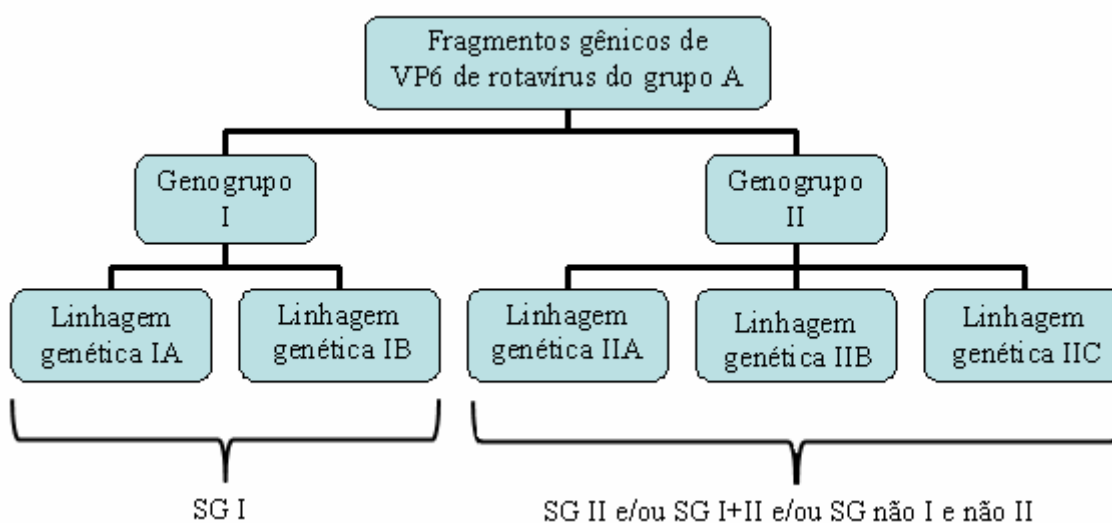 Fragmentos gênicos de
VP6 de rotavírus do grupo A
Genogrupo
I
Genogrupo
II
Linhagem
genética IA
Linhagem
genética IB
Linhagem
genética IIA
Linhagem
genética IIB
Linhagem
genética IIC
SG I
SG II e/ou SG I+II e/ou SG não I e não II